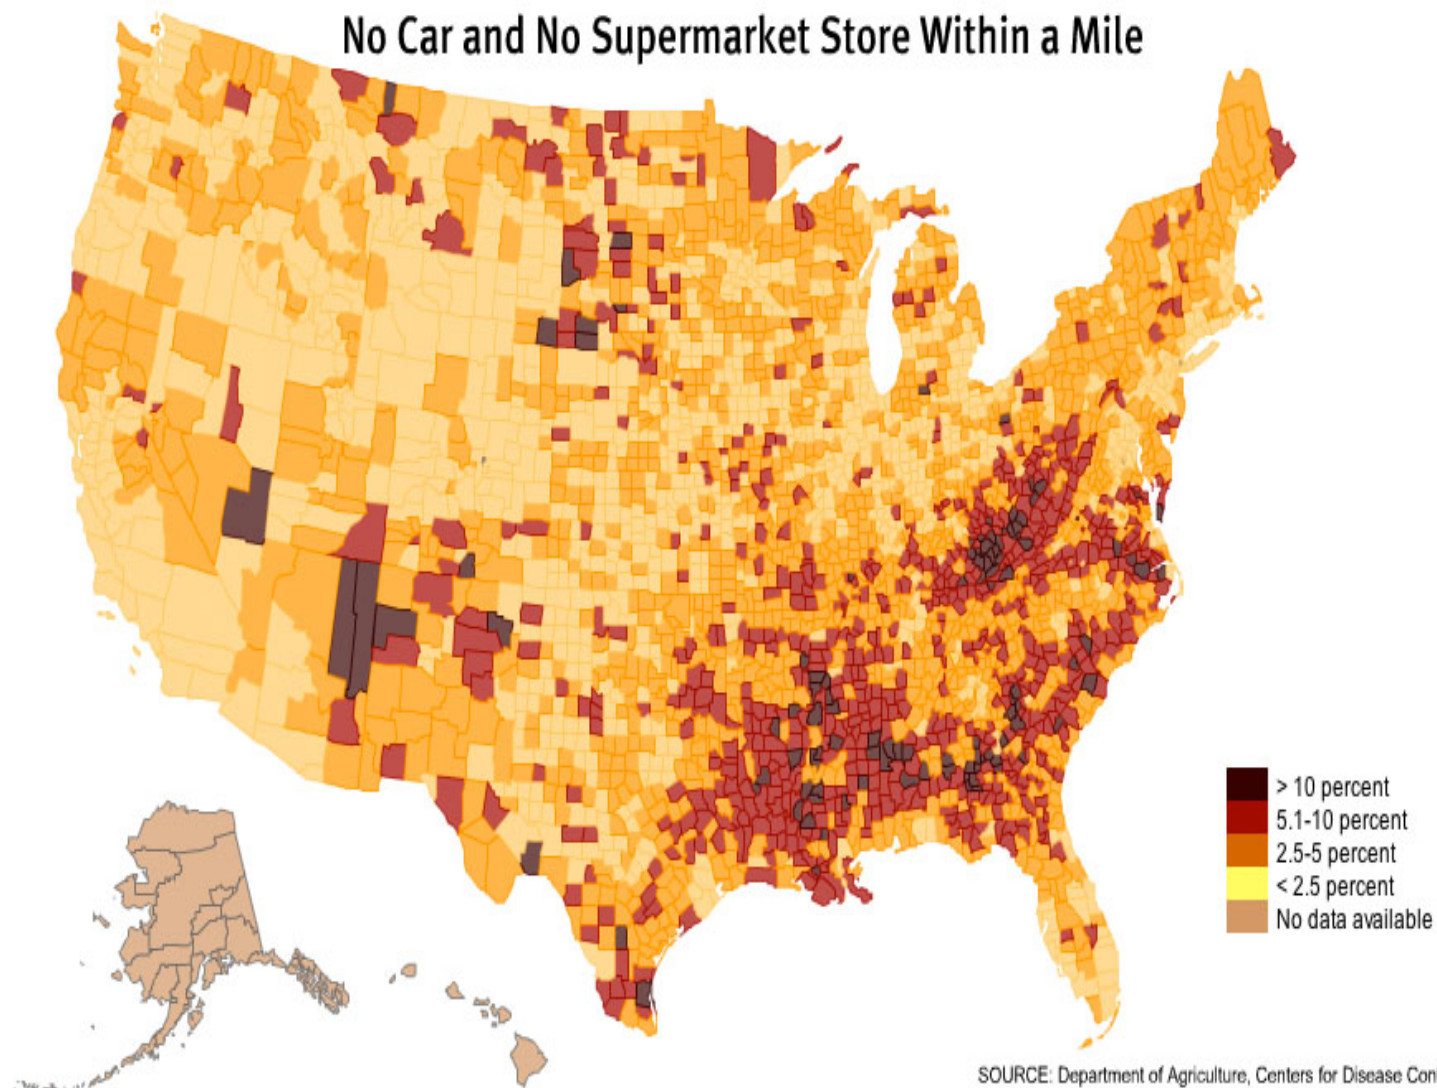 No Car and No Supermarket Store Within a Mile
> 10 percent
5.1-10 percent
2.5-5 percent
< 2.5 percent
No data available
SOURCE: Department of Agriculture, Centers for Disease Con